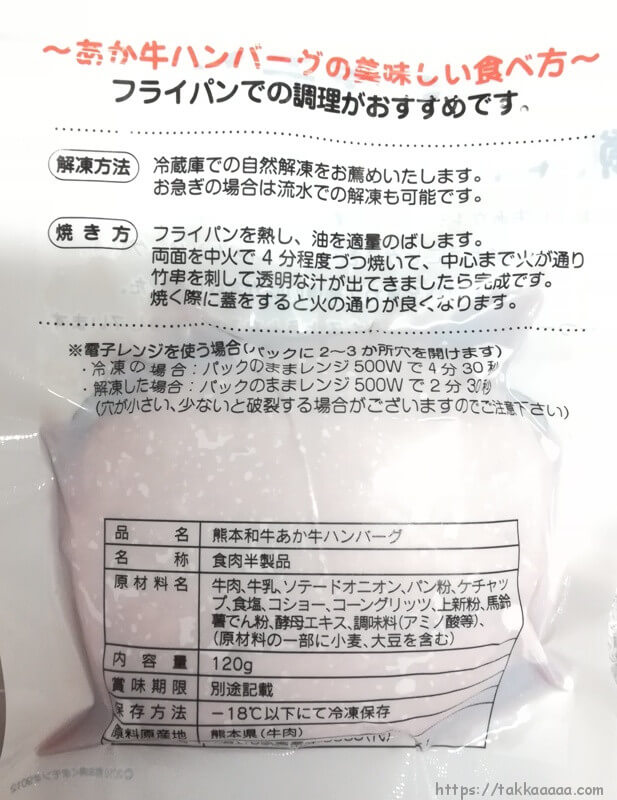 〜あか牛ハンバーグの美味しい食べ方〜
フライパンでの調理がおすすめです。
解凍方法 冷蔵庫での自然解凍をお薦めいたします。
お急ぎの場合は流水での解凍も可能です。
焼き方 フライパンを熱し、油を適量のばします。
両面を中火で4分程度づつ焼いて、中心まで火が通り
竹串を刺して透明な汁が出てきましたら完成です。
焼く際に蓋をすると火の通りが良くなります。
※電子レンジを使う場合(パックに2〜3か所穴を開けます)
・冷凍の場合:パックのままレンジ500Wで4分30秒
・解凍した場合:パックのままレンジ500Wで2分30秒
(穴が小さい、少ないと破裂する場合がございますのでご注意下さい)
品名 熊本和牛あか牛ハンバーグ
名称 食肉半製品
原材料名 牛肉、牛乳、ソテードオニオン、パン粉、ケチャッ
プ、食塩、コショー、コーングリッツ、上新粉、馬鈴
薯でん粉、酵母エキス、調味料(アミノ酸等)、
(原材料の一部に小麦、大豆を含む)
内容量 120g
賞味期限 別途記載
保存方法 −18℃以下にて冷凍保存
原料原産地 熊本県(牛肉)
https://takkaaaaa.com